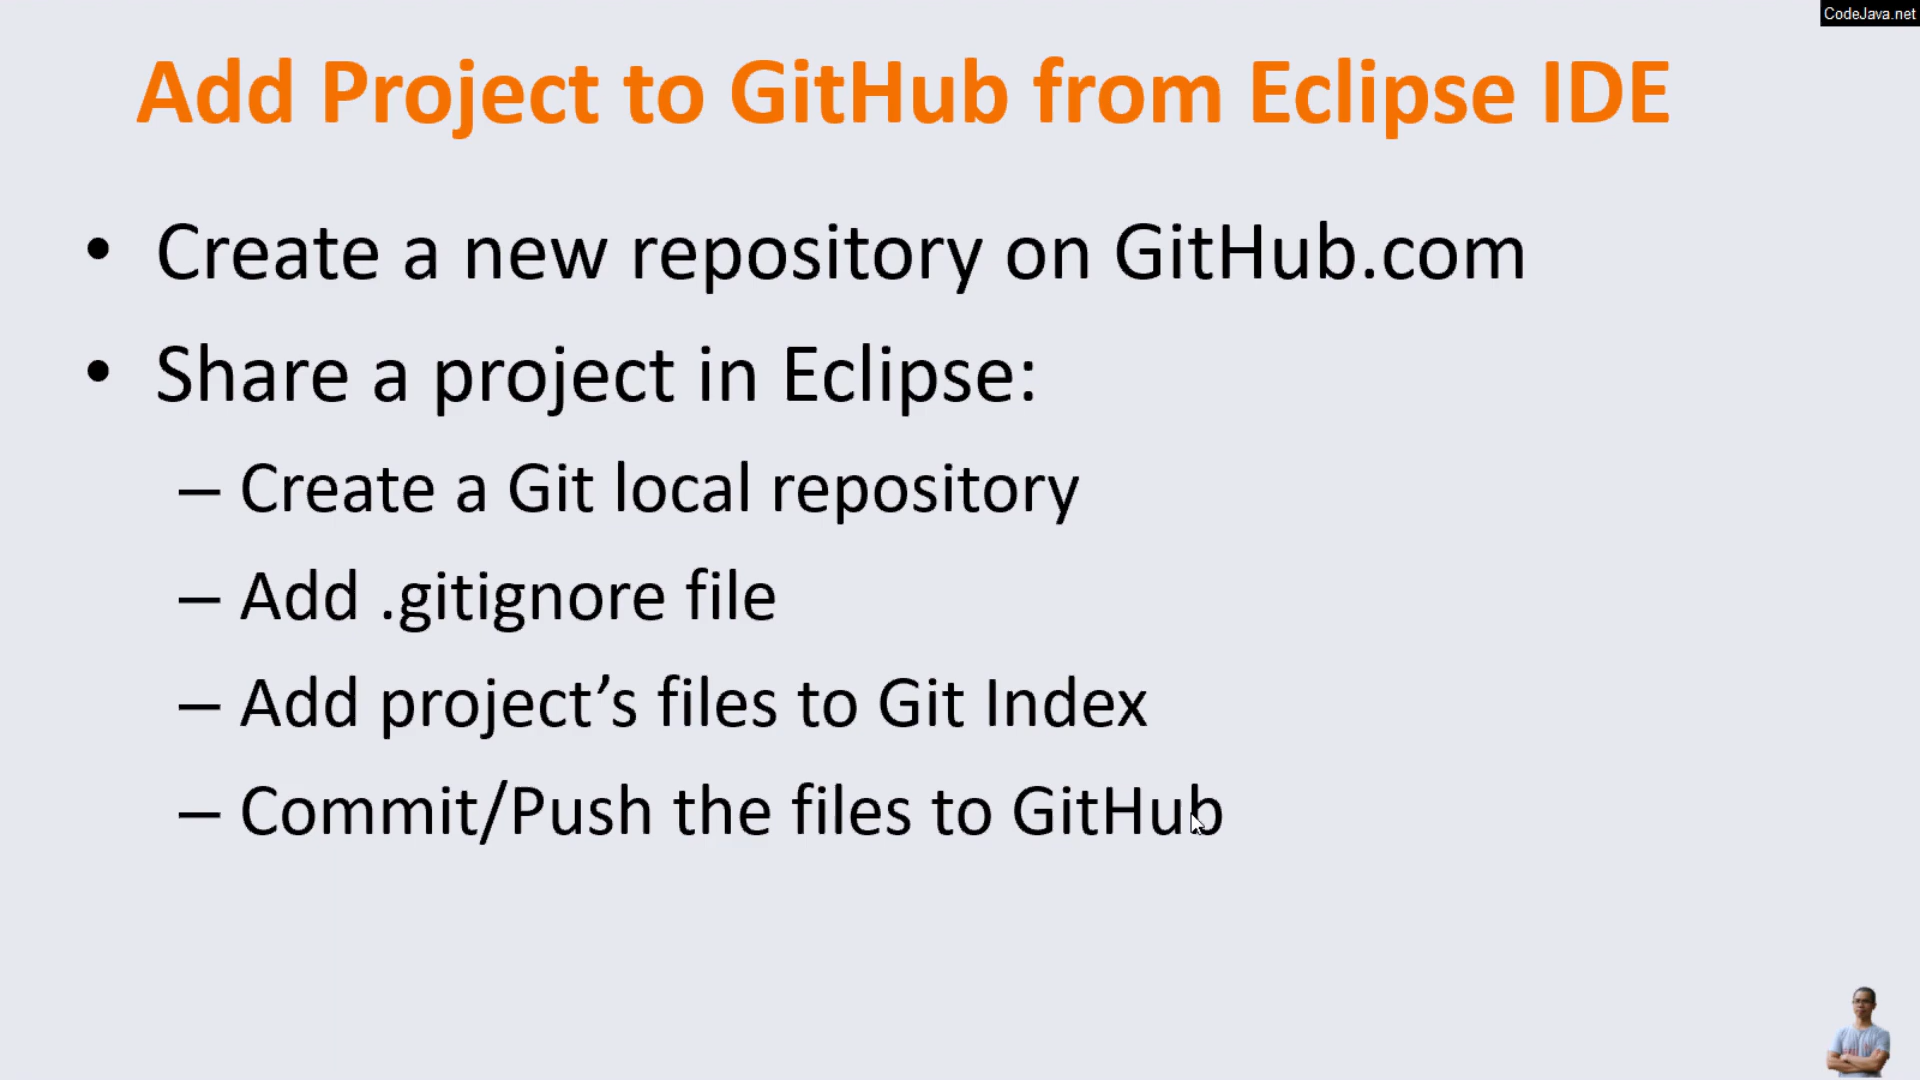 CodeJava.net
Add Project to GitHub from Eclipse IDE
• Create a new repository on GitHub.com
• Share a project in Eclipse:
– Create a Git local repository
– Add .gitignore file
– Add project’s files to Git Index
– Commit/Push the files to GitHub